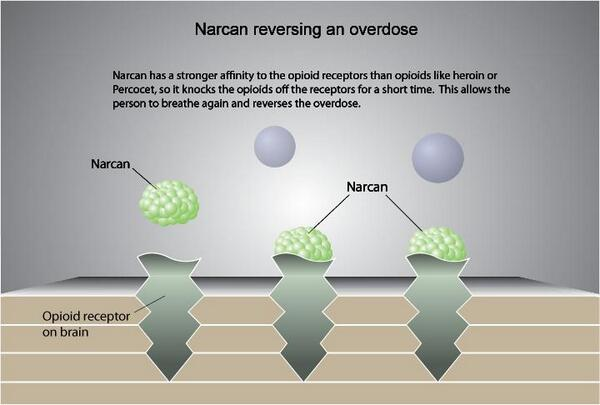 Narcan reversing an overdose
Narcan has a stronger affinity to the opioid receptors than opioids like heroin or
Percocet, so it knocks the opioids off the receptors for a short time.  This allows the
person to breathe again and reverses the overdose.
Narcan
Narcan
Opioid receptor
on brain